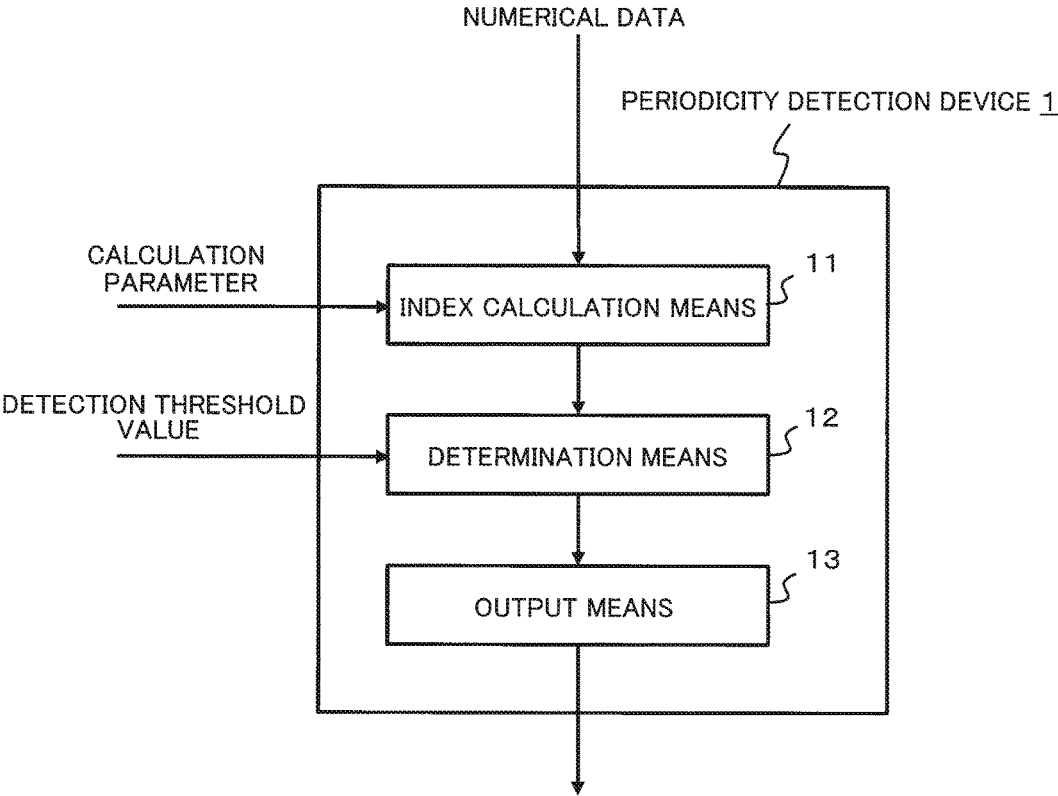 NUMERICAL DATA
PERIODICITY DETECTION DEVICE 1
CALCULATION
PARAMETER
11
INDEX CALCULATION MEANS
DETECTION THRESHOLD
VALUE
12
DETERMINATION MEANS
13
OUTPUT MEANS